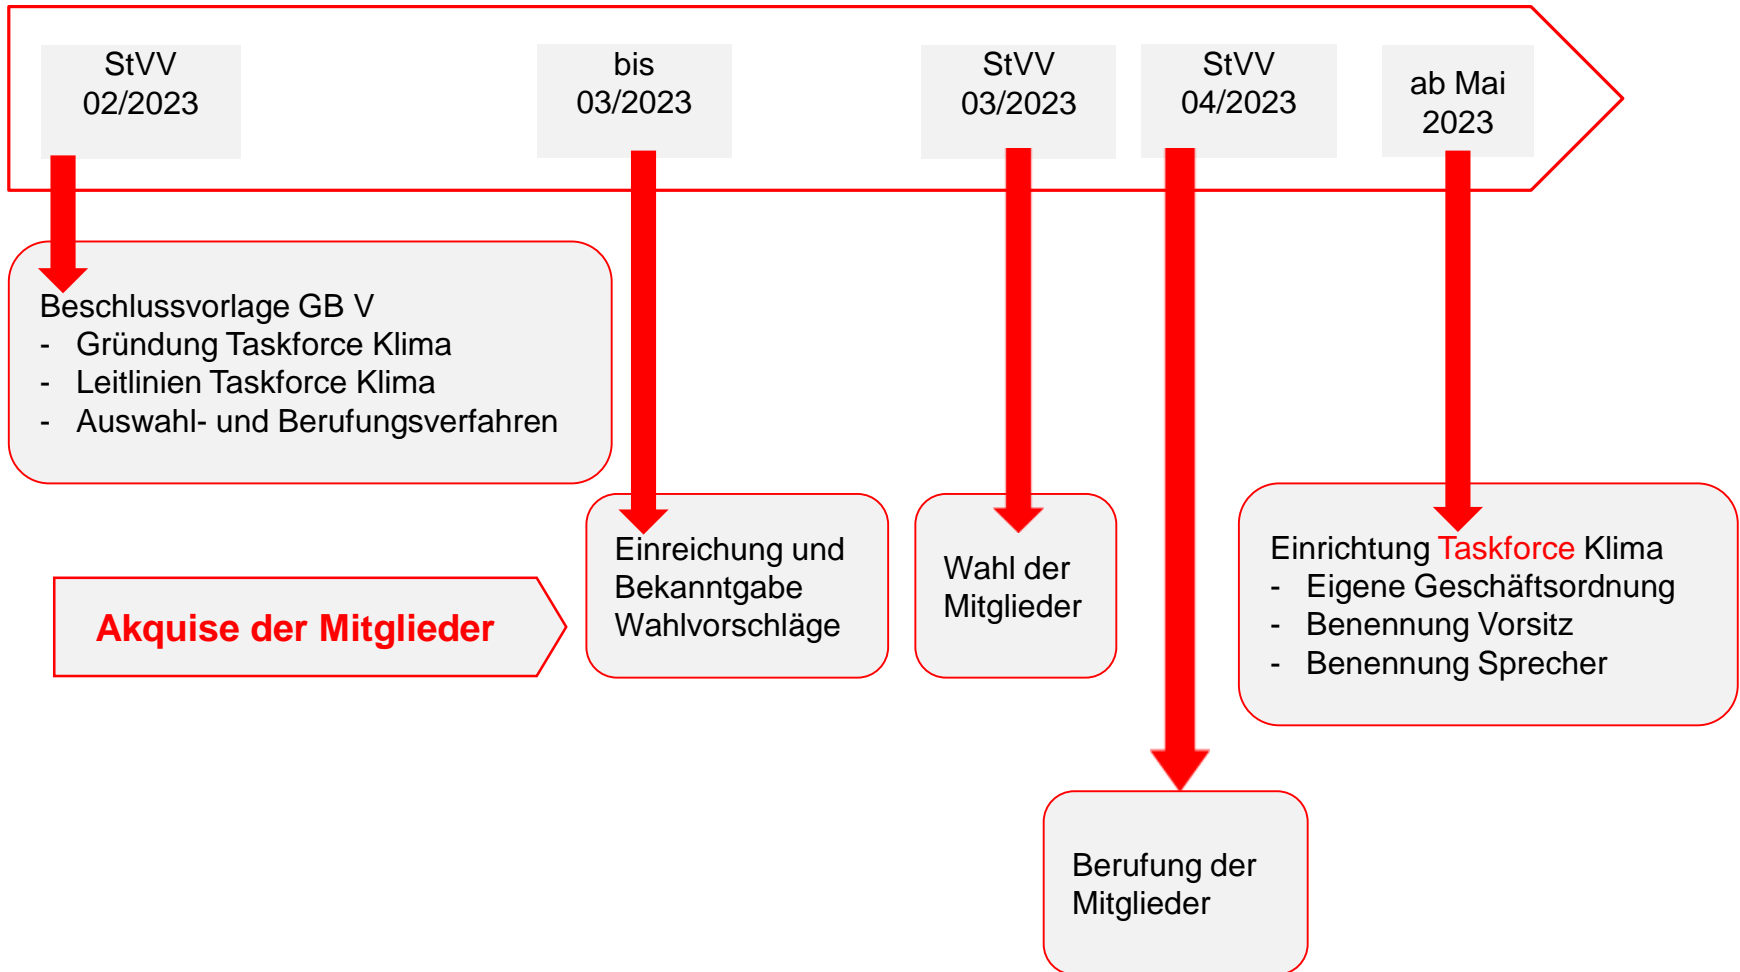 StVV
02/2023
bis
03/2023
StVV
03/2023
StVV
04/2023
ab Mai
2023
Beschlussvorlage GB V
- Gründung Taskforce Klima
- Leitlinien Taskforce Klima
- Auswahl- und Berufungsverfahren
Akquise der Mitglieder
Einreichung und
Bekanntgabe
Wahlvorschläge
Wahl der
Mitglieder
Berufung der
Mitglieder
Einrichtung Taskforce Klima
- Eigene Geschäftsordnung
- Benennung Vorsitz
- Benennung Sprecher